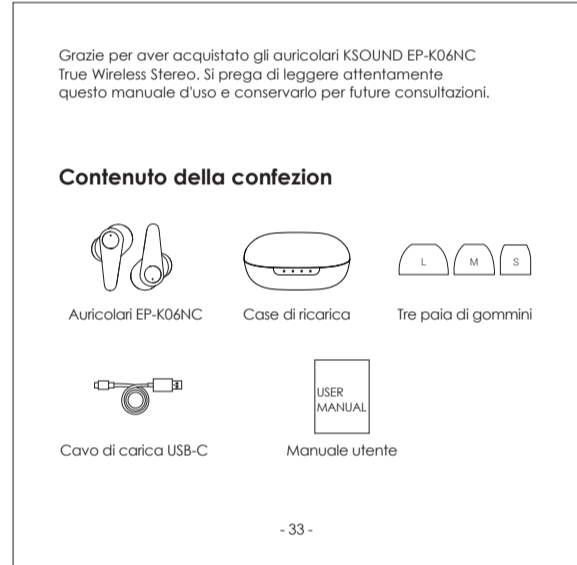 Grazie per aver acquistato gli auricolari KSOUND EP-K06NC
True Wireless Stereo. Si prega di leggere attentamente
questo manuale d'uso e conservarlo per future consultazioni.
Contenuto della confezion
L M S
Auricolari EP-K06NC Case di ricarica Tre paia di gommini
USER
MANUAL
Cavo di carica USB-C Manuale utente
- 33 -